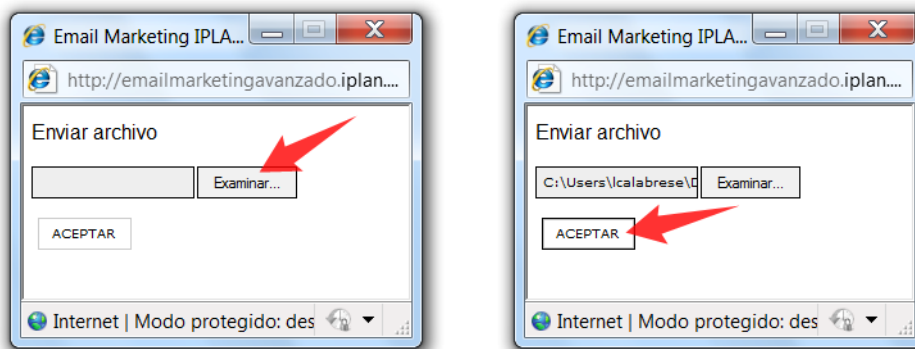 Email Marketing IPLA...
http://emailmarketingavanzado.iplan....
Enviar archivo
Examinar...
ACEPTAR
Internet | Modo protegido: des
Email Marketing IPLA...
http://emailmarketingavanzado.iplan....
Enviar archivo
C:\Users\lcalabrese\D Examinar...
ACEPTAR
Internet | Modo protegido: des